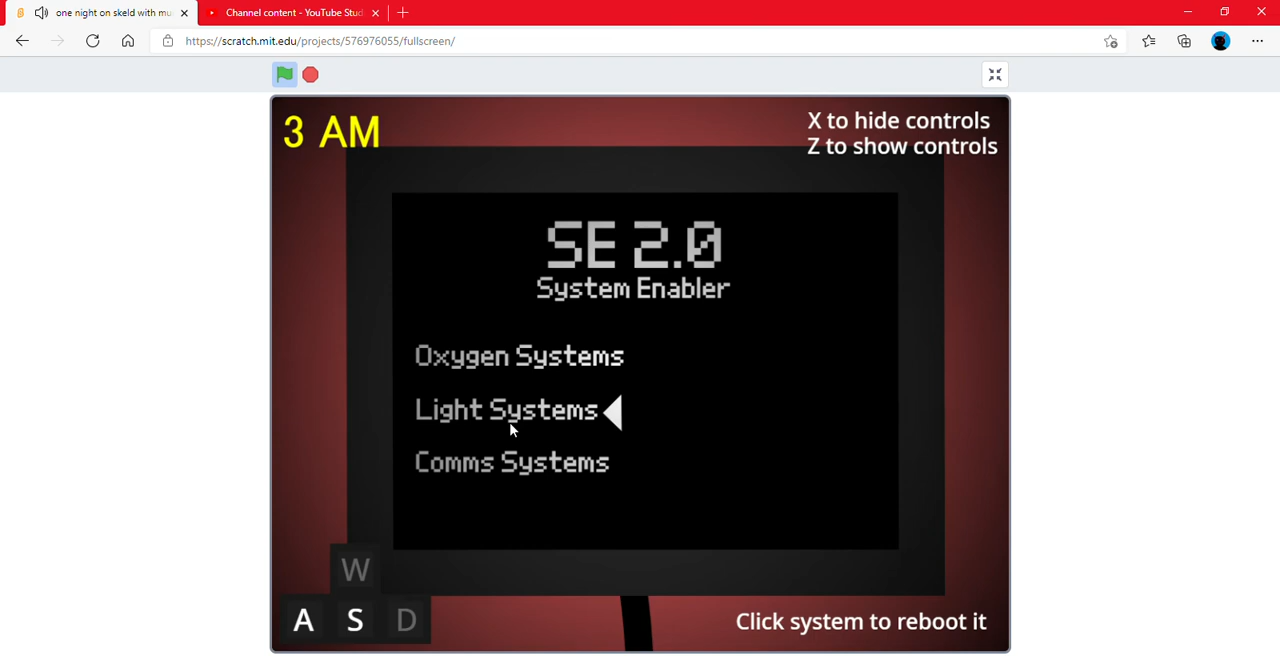 one night on skeld with mu
Channel content - YouTube Stud
https://scratch.mit.edu/projects/576976055/fullscreen/
3 AM
X to hide controls
Z to show controls
SE 2.0
System Enabler
Oxygen Systems
Light Systems
Comms Systems
W
A S D
Click system to reboot it